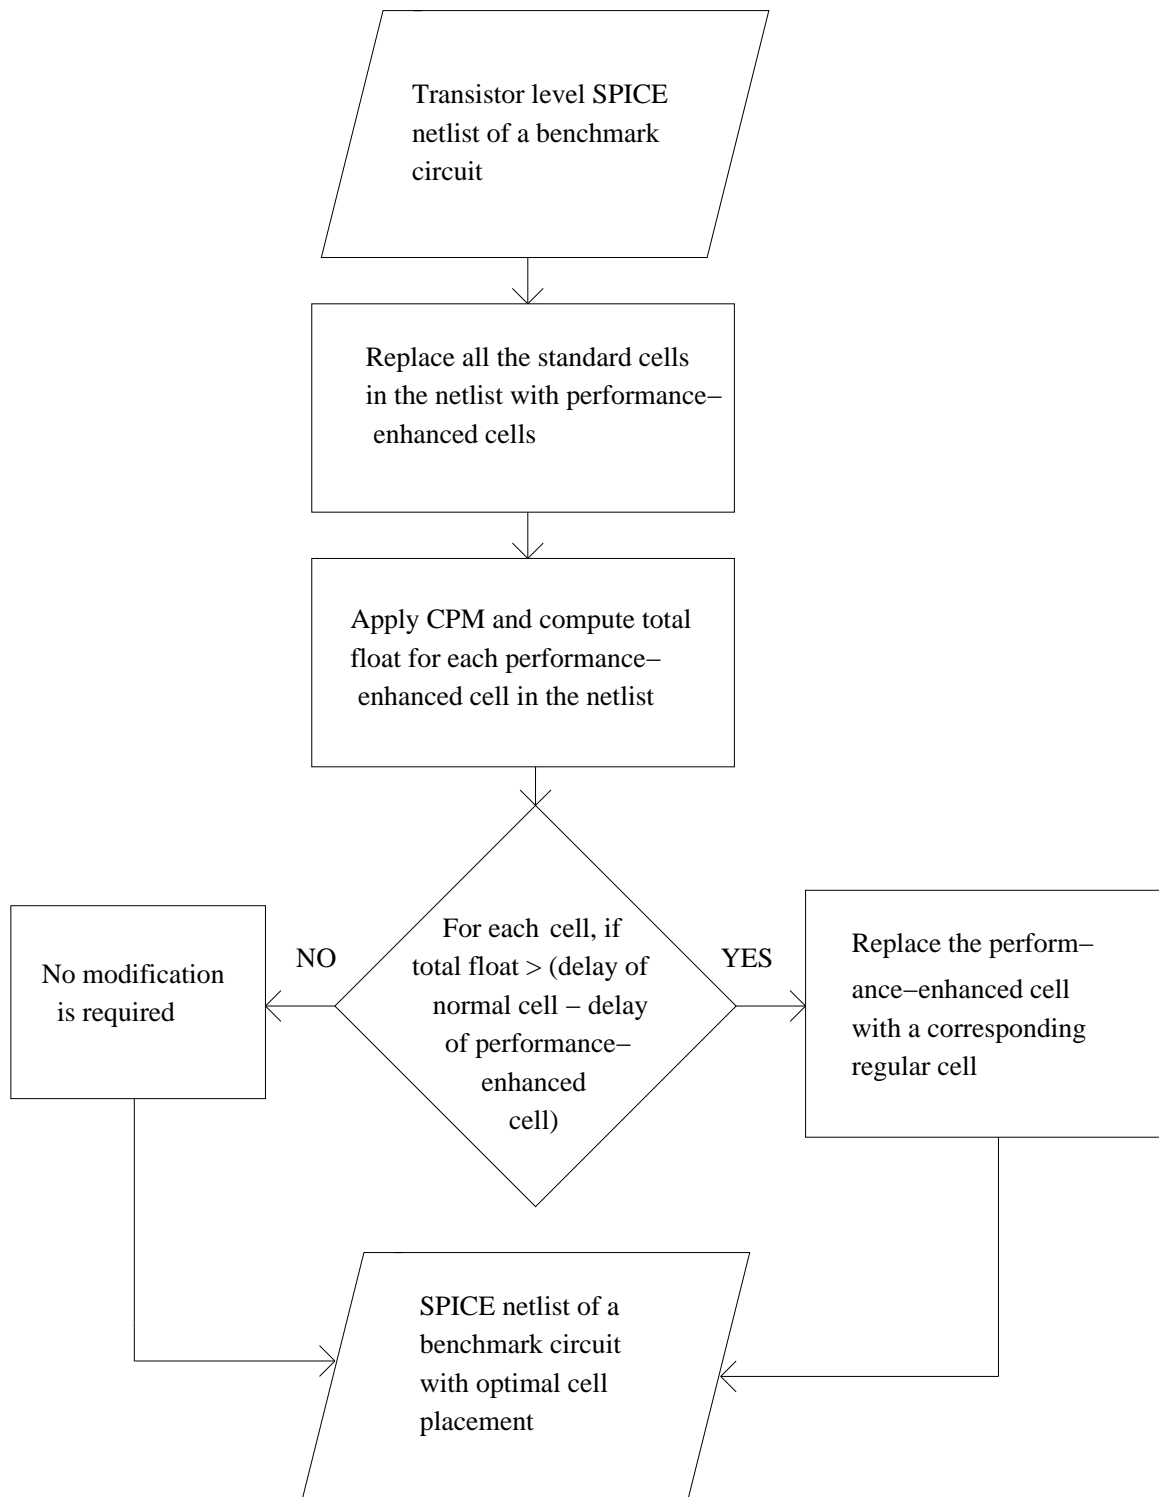 Transistor level SPICE
netlist of a benchmark
circuit
Replace all the standard cells
in the netlist with performance−
enhanced cells
Apply CPM and compute total
float for each performance−
enhanced cell in the netlist
For each cell, if
total float > (delay of
normal cell − delay
of performance−
enhanced
cell)
NO
YES
No modification
is required
Replace the perform−
ance−enhanced cell
with a corresponding
regular cell
SPICE netlist of a
benchmark circuit
with optimal cell
placement